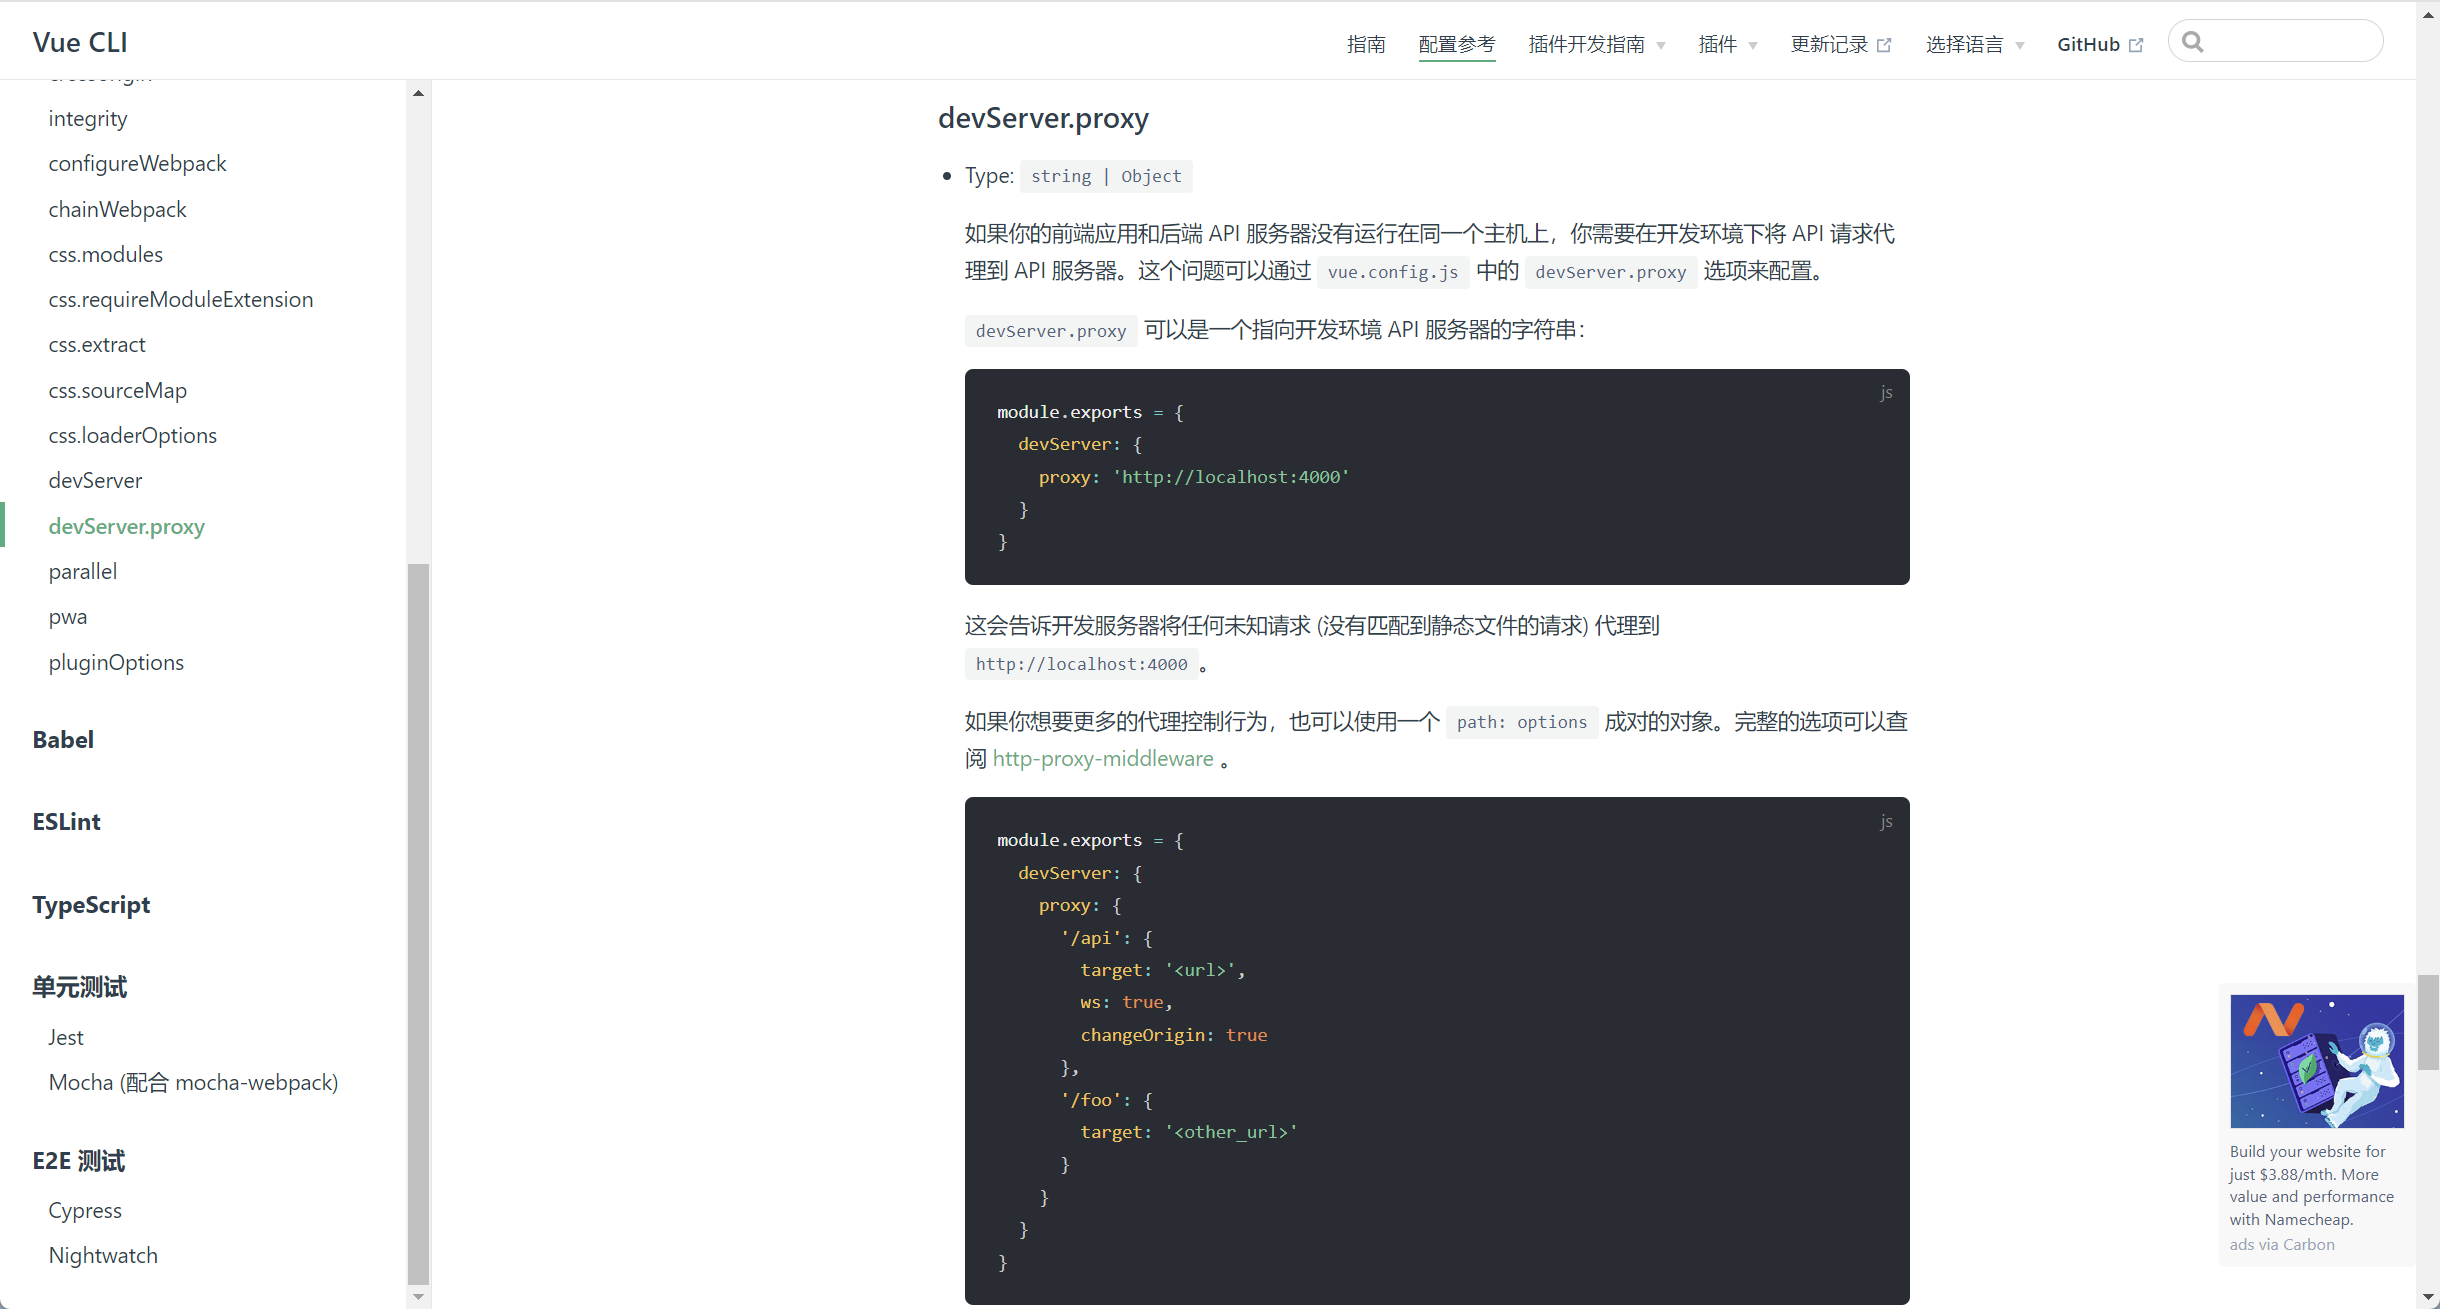 Vue CLI
指南
配置参考
插件开发指南
插件
更新记录
选择语言
GitHub
integrity
configureWebpack
chainWebpack
css.modules
css.requireModuleExtension
css.extract
css.sourceMap
css.loaderOptions
devServer
devServer.proxy
parallel
pwa
pluginOptions
Babel
ESLint
TypeScript
单元测试
Jest
Mocha (配合 mocha-webpack)
E2E 测试
Cypress
Nightwatch
devServer.proxy
Type: string | Object
如果你的前端应用和后端 API 服务器没有运行在同一个主机上，你需要在开发环境下将 API 请求代
理到 API 服务器。这个问题可以通过 vue.config.js 中的 devServer.proxy 选项来配置。
devServer.proxy 可以是一个指向开发环境 API 服务器的字符串：
js
module.exports = {
  devServer: {
    proxy: 'http://localhost:4000'
  }
}
这会告诉开发服务器将任何未知请求 (没有匹配到静态文件的请求) 代理到
http://localhost:4000 。
如果你想要更多的代理控制行为，也可以使用一个 path: options 成对的对象。完整的选项可以查
阅 http-proxy-middleware 。
js
module.exports = {
  devServer: {
    proxy: {
      '/api': {
        target: '<url>',
        ws: true,
        changeOrigin: true
      },
      '/foo': {
        target: '<other_url>'
      }
    }
  }
}
Build your website for
just $3.88/mth. More
value and performance
with Namecheap.
ads via Carbon